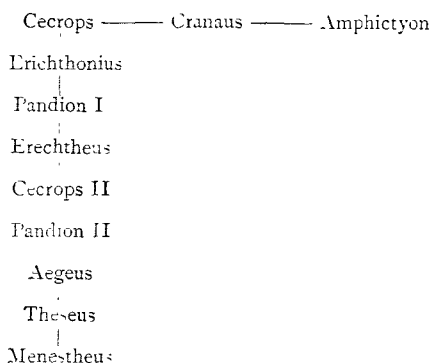 Cecrops Cranaus Amphictyon
Erichthonius
Pandion I
Erechtheus
Cecrops II
Pandion II
Aegeus
Theseus
Menestheus